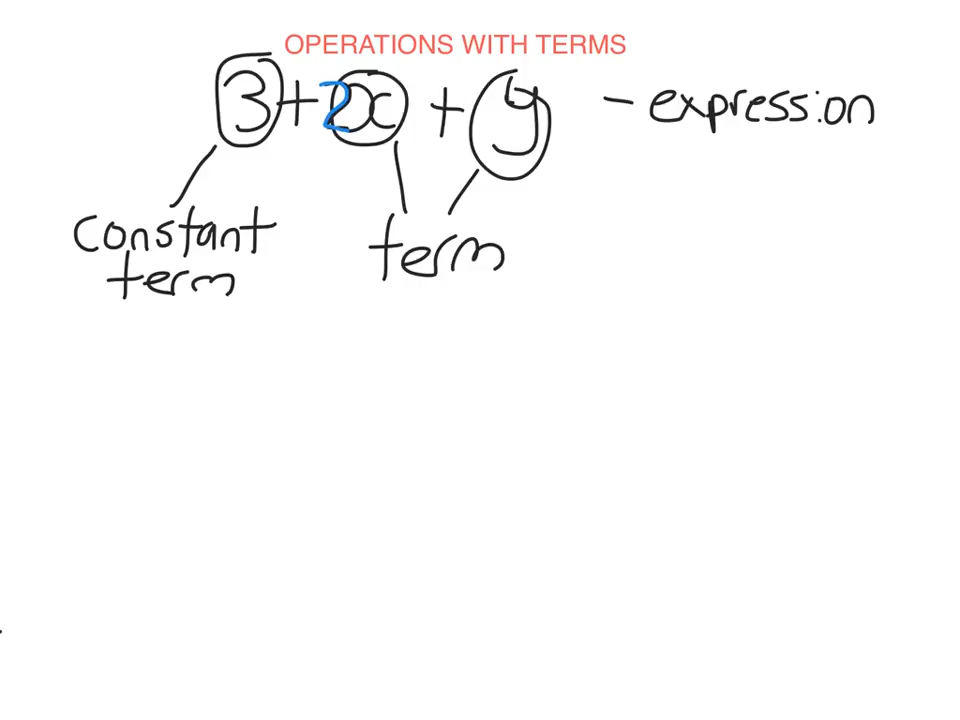 OPERATIONS WITH TERMS
3 + 2x + y - expression
constant term
term